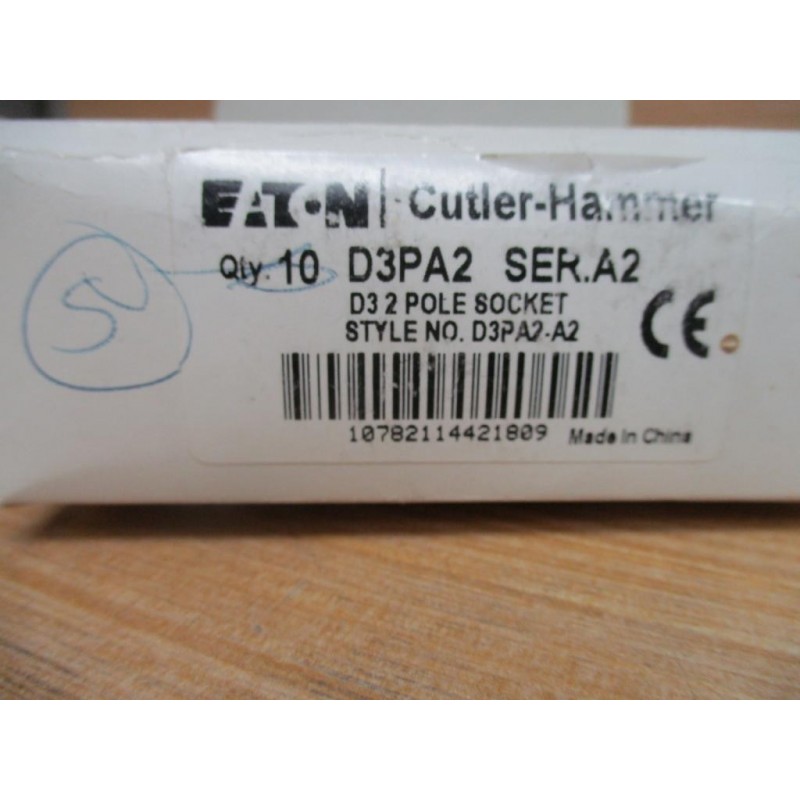 EATON | Cutler-Hammer
Qty. 10 D3PA2 SER.A2
D3 2 POLE SOCKET
STYLE NO. D3PA2-A2
CE
10782114421809 Made In China